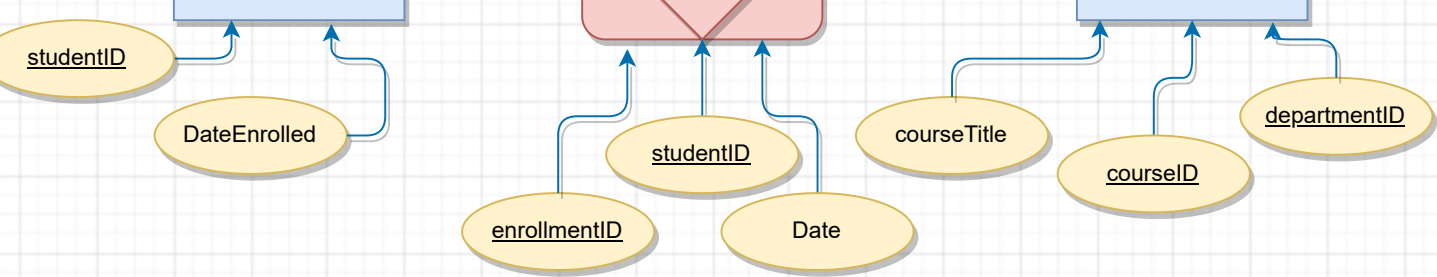 studentID
DateEnrolled
studentID
enrollmentID
Date
courseTitle
courseID
departmentID